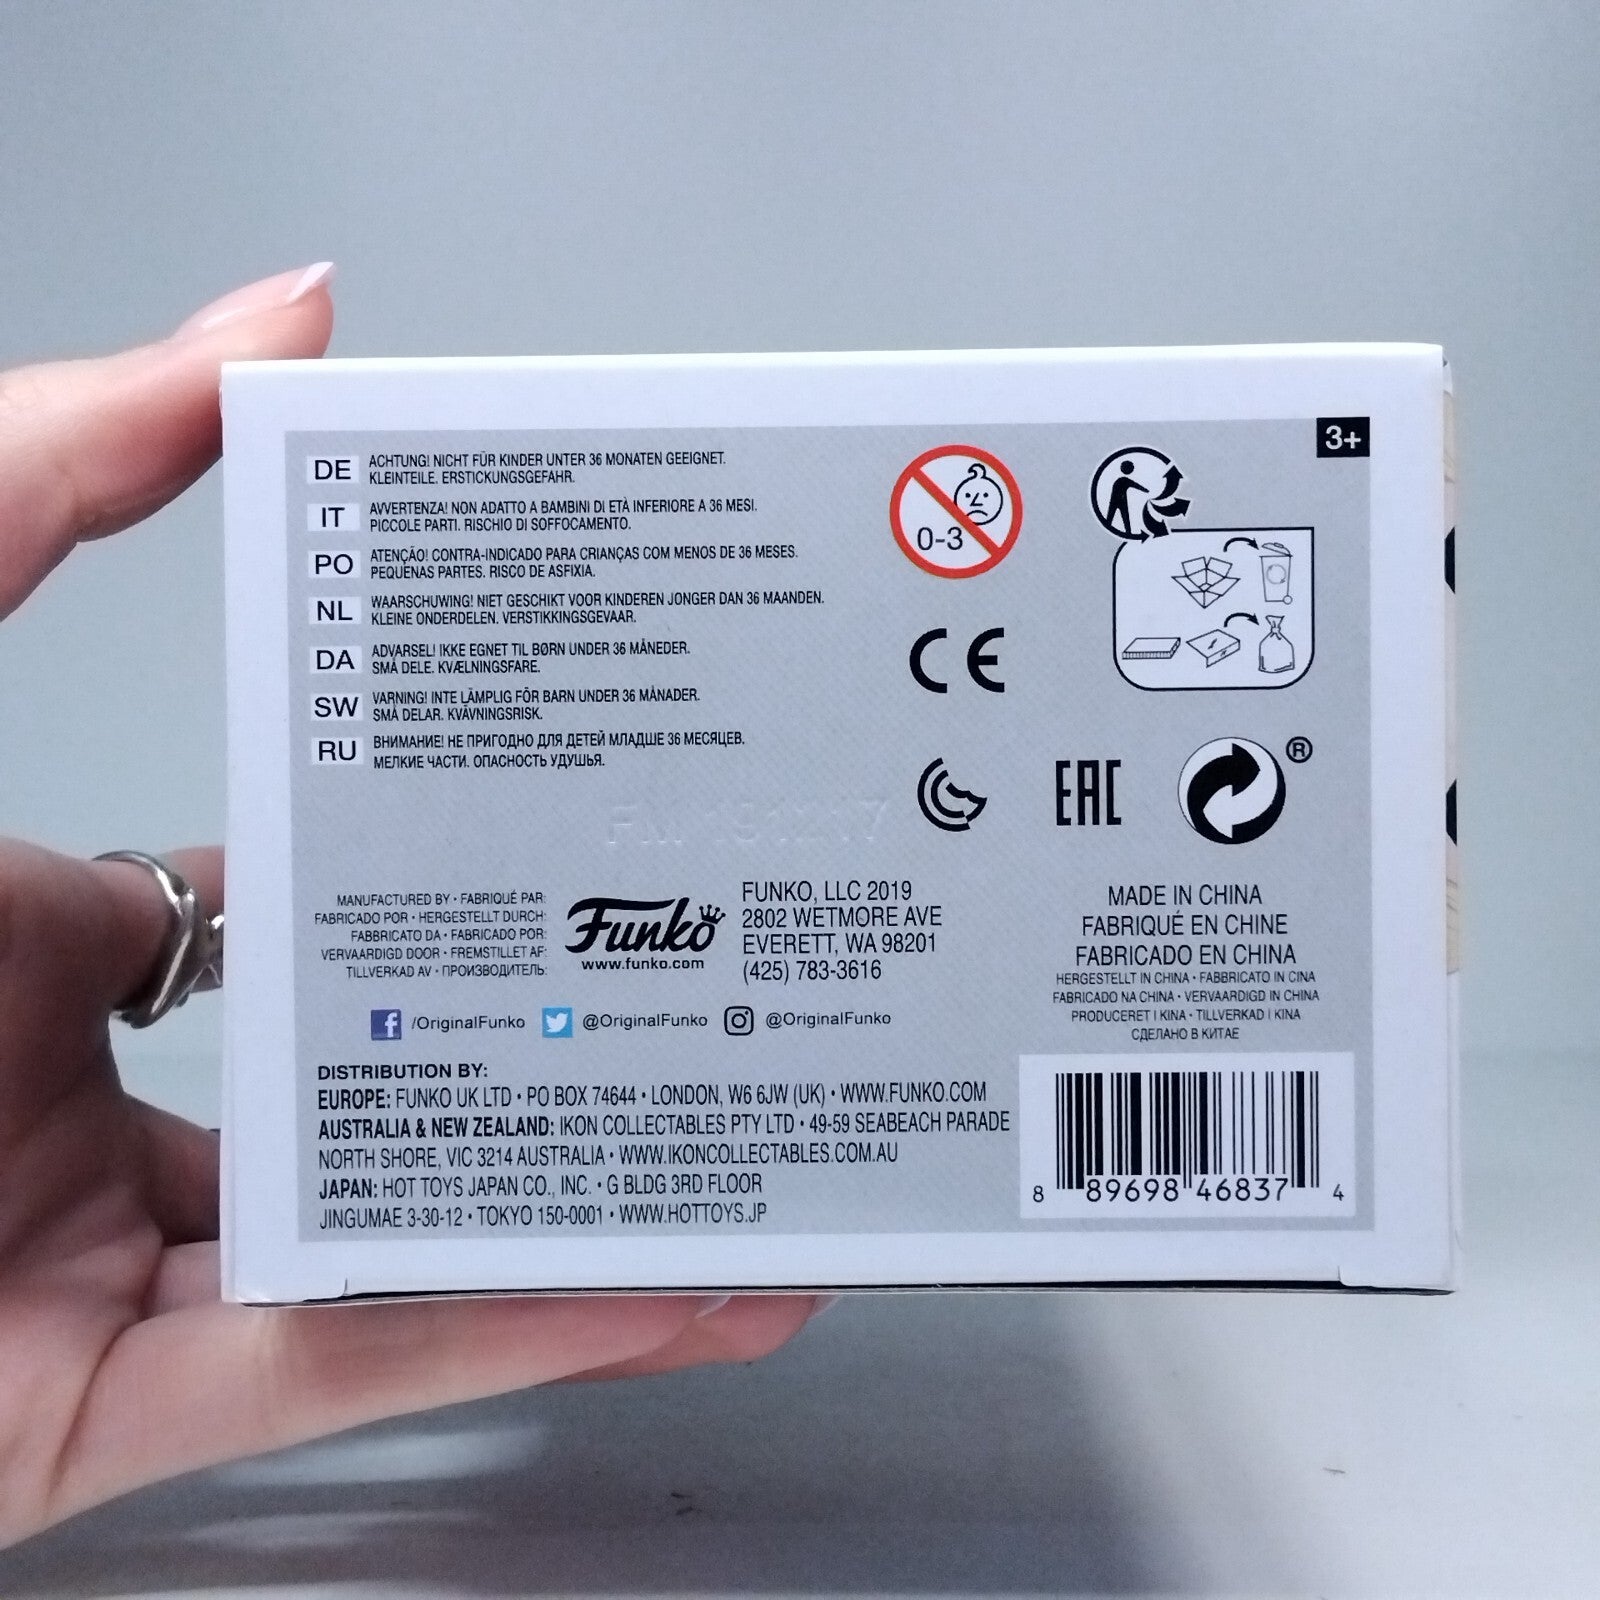 3+
DE ACHTUNG! NICHT FÜR KINDER UNTER 36 MONATEN GEEIGNET.
KLEINTEILE. ERSTICKUNGSGEFAHR.
IT AVVERTENZA! NON ADATTO A BAMBINI DI ETÀ INFERIORE A 36 MESI.
PICCOLE PARTI. RISCHIO DI SOFFOCAMENTO.
PO ATENÇÃO! CONTRA-INDICADO PARA CRIANÇAS COM MENOS DE 36 MESES.
PEQUENAS PARTES. RISCO DE ASFIXIA.
NL WAARSCHUWING! NIET GESCHIKT VOOR KINDEREN JONGER DAN 36 MAANDEN.
KLEINE ONDERDELEN. VERSTIKKINGSGEVAAR.
DA ADVARSEL! IKKE EGNET TIL BØRN UNDER 36 MÅNEDER.
SMÅ DELE. KVÆLNINGSFARE.
SW VARNING! INTE LÄMPLIG FÖR BARN UNDER 36 MÅNADER.
SMÅ DELAR. KVÄVNINGSRISK.
RU ВНИМАНИЕ! НЕ ПРИГОДНО ДЛЯ ДЕТЕЙ МЛАДШЕ 36 МЕСЯЦЕВ.
МЕЛКИЕ ЧАСТИ. ОПАСНОСТЬ УДУШЬЯ.
0-3
CE
EAC
®
MANUFACTURED BY • FABRIQUÉ PAR:
FABRICADO POR • HERGESTELLT DURCH:
FABBRICATO DA • FABRICADO POR:
VERVAARDIGD DOOR • FREMSTILLET AF:
TILLVERKAD AV • ПРОИЗВОДИТЕЛЬ:
Funko
www.funko.com
FUNKO, LLC 2019
2802 WETMORE AVE
EVERETT, WA 98201
(425) 783-3616
MADE IN CHINA
FABRIQUÉ EN CHINE
FABRICADO EN CHINA
HERGESTELLT IN CHINA • FABBRICATO IN CINA
FABRICADO NA CHINA • VERVAARDIGD IN CHINA
PRODUCERET I KINA • TILLVERKAD I KINA
СДЕЛАНО В КИТАЕ
/OriginalFunko @OriginalFunko @OriginalFunko
DISTRIBUTION BY:
EUROPE: FUNKO UK LTD • PO BOX 74644 • LONDON, W6 6JW (UK) • WWW.FUNKO.COM
AUSTRALIA & NEW ZEALAND: IKON COLLECTABLES PTY LTD • 49-59 SEABEACH PARADE
NORTH SHORE, VIC 3214 AUSTRALIA • WWW.IKONCOLLECTABLES.COM.AU
JAPAN: HOT TOYS JAPAN CO., INC. • G BLDG 3RD FLOOR
JINGUMAE 3-30-12 • TOKYO 150-0001 • WWW.HOTTOYS.JP
8 89698 46837 4